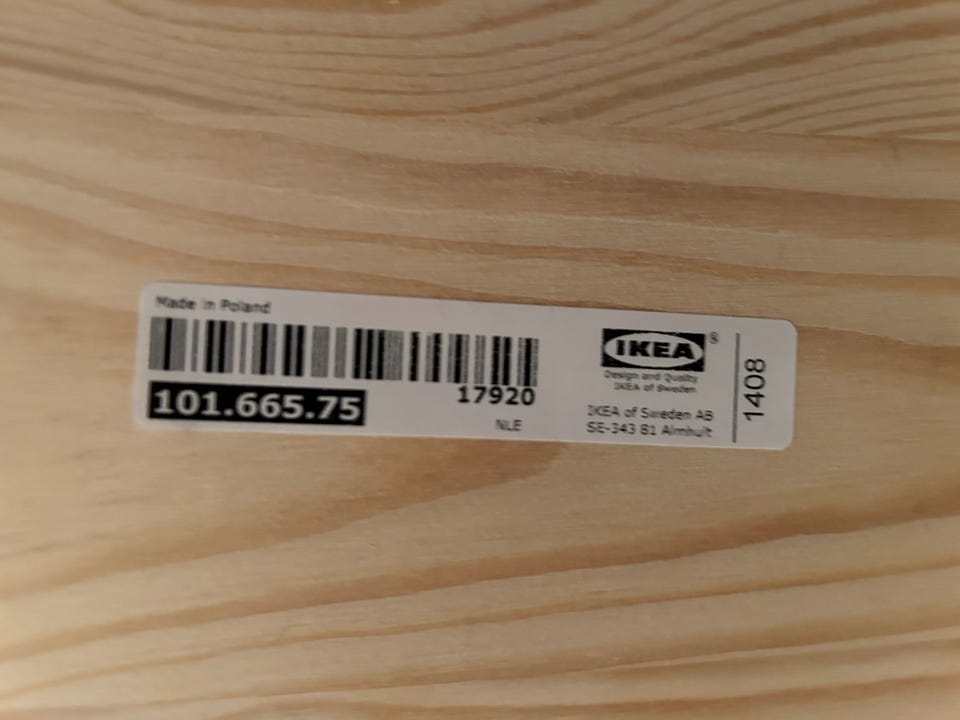 Made in Poland
101.665.75
17920
NLE
IKEA®
Design and Quality
IKEA of Sweden
IKEA of Sweden AB
SE-343 81 Älmhult
1408